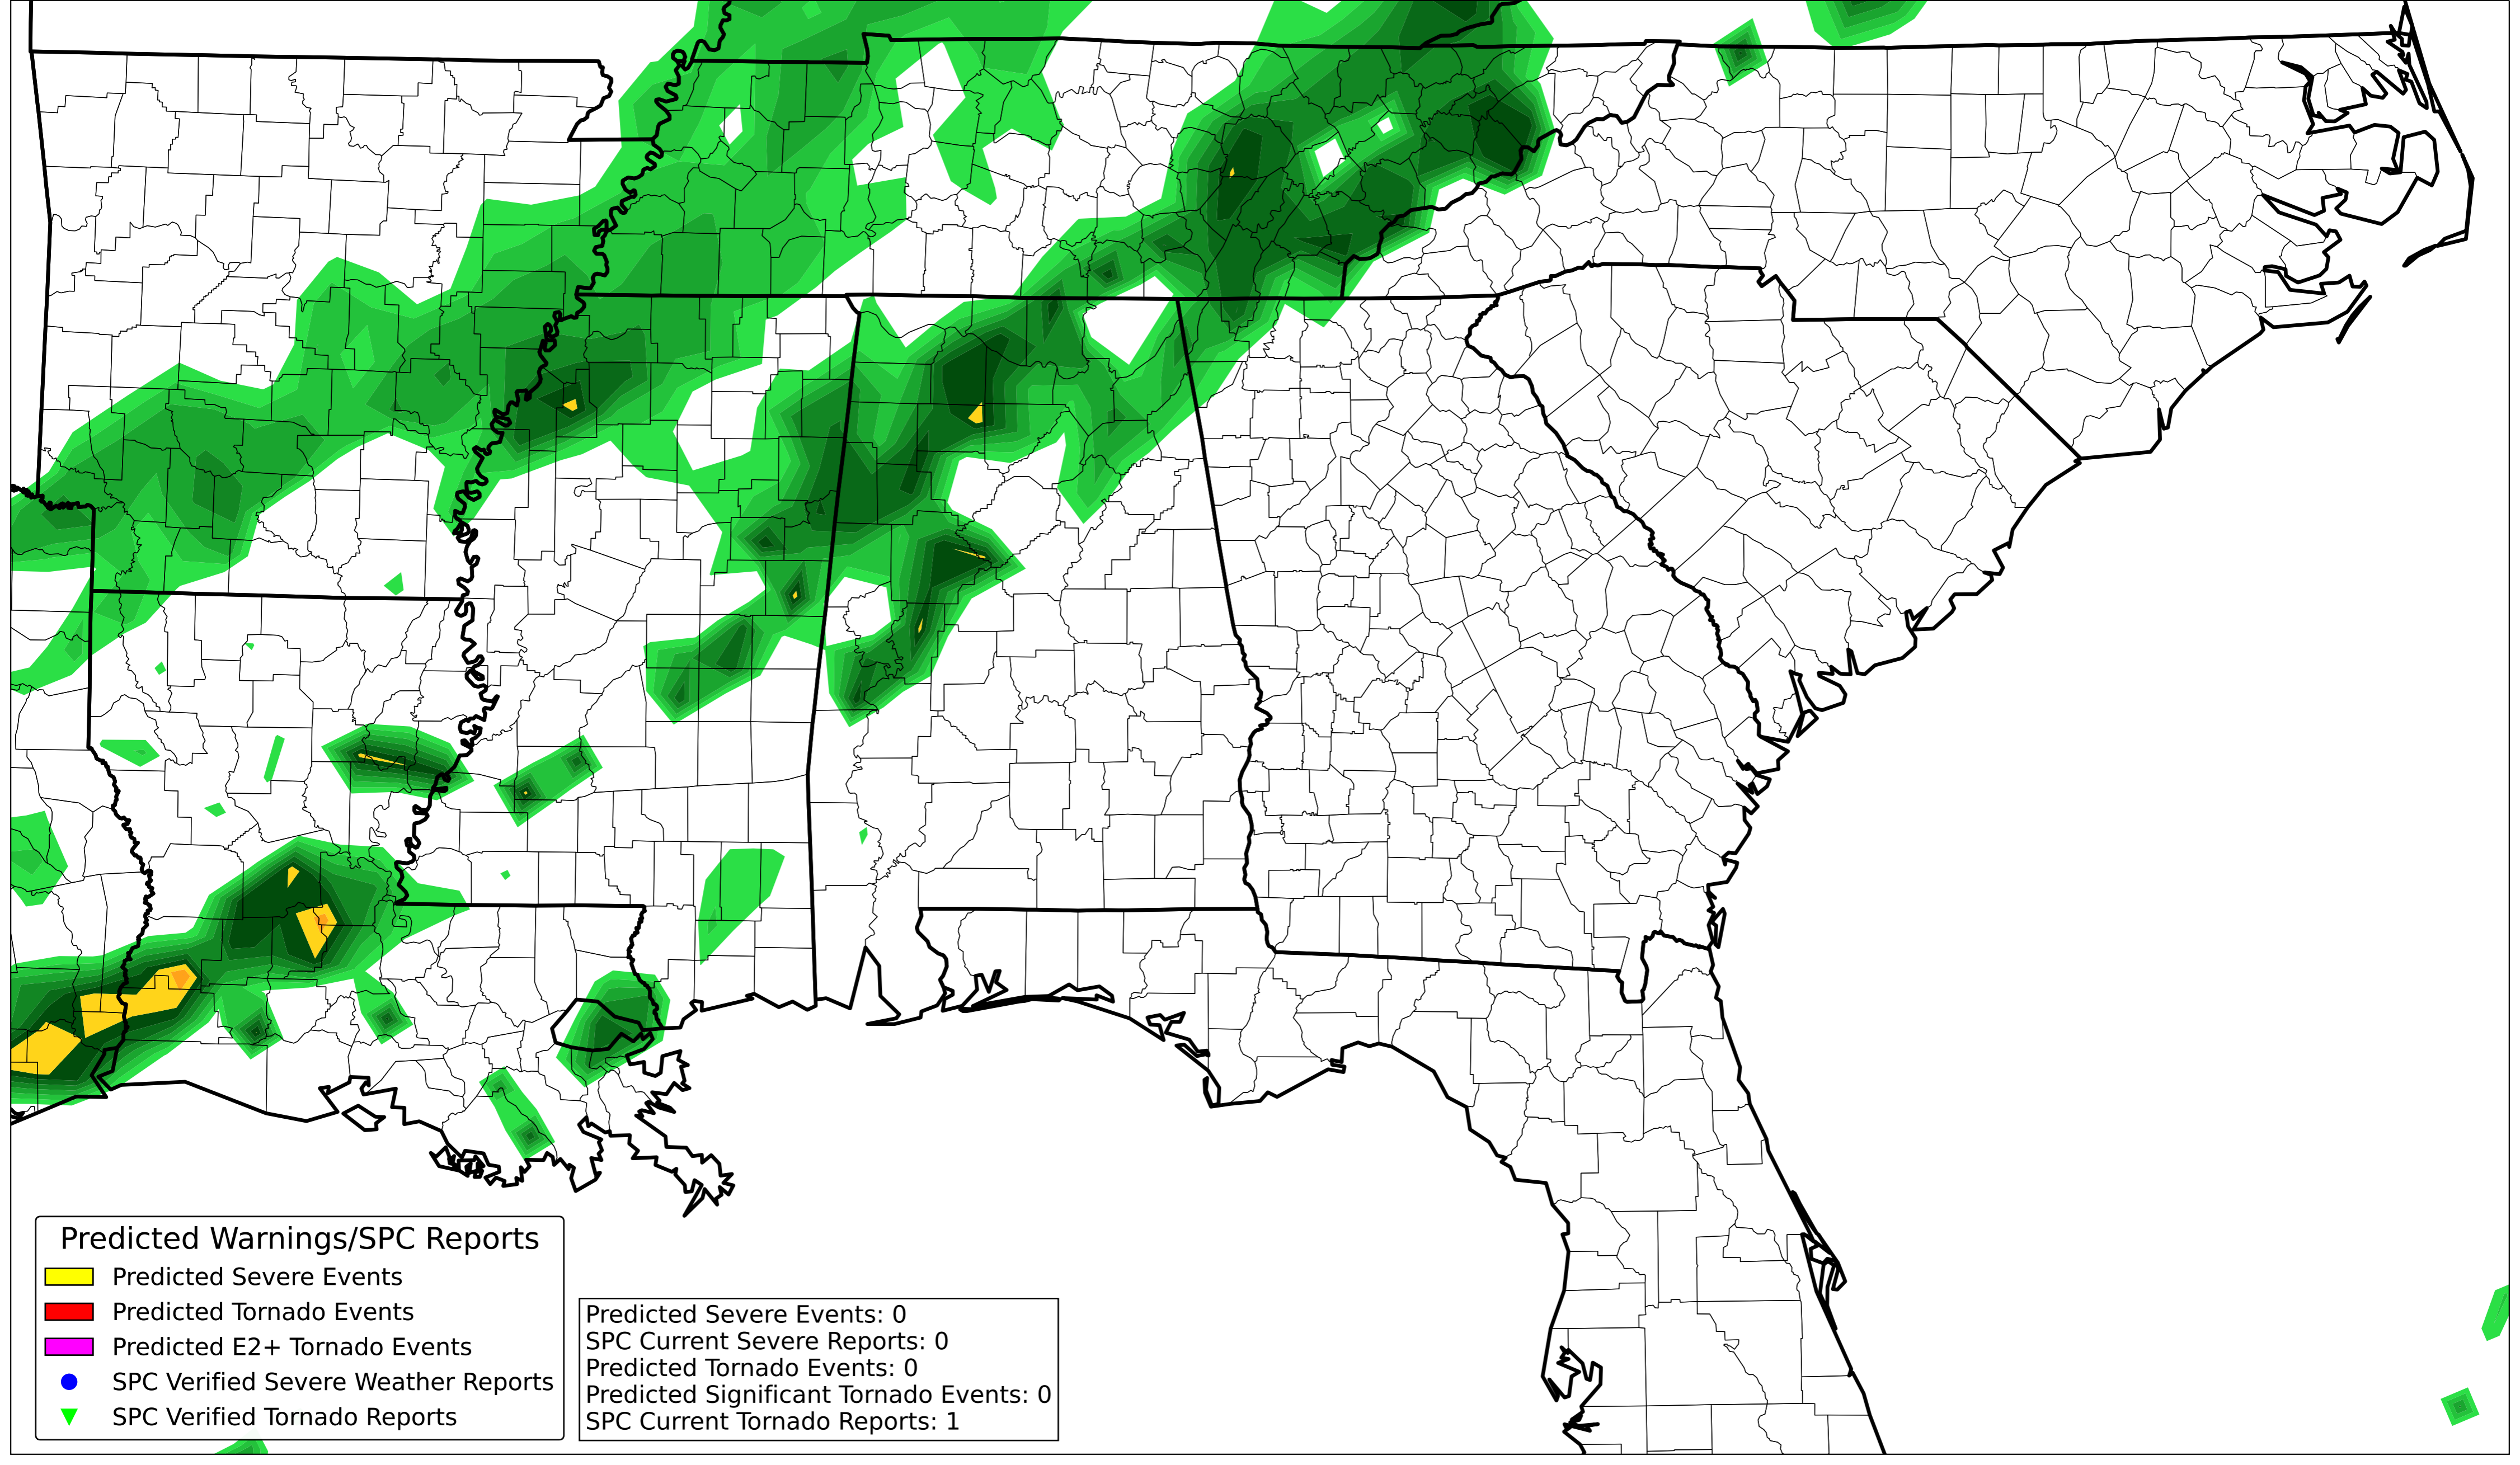 Predicted Warnings/SPC Reports
Predicted Severe Events
Predicted Tornado Events
Predicted E2+ Tornado Events
SPC Verified Severe Weather Reports
SPC Verified Tornado Reports
Predicted Severe Events: 0
SPC Current Severe Reports: 0
Predicted Tornado Events: 0
Predicted Significant Tornado Events: 0
SPC Current Tornado Reports: 1